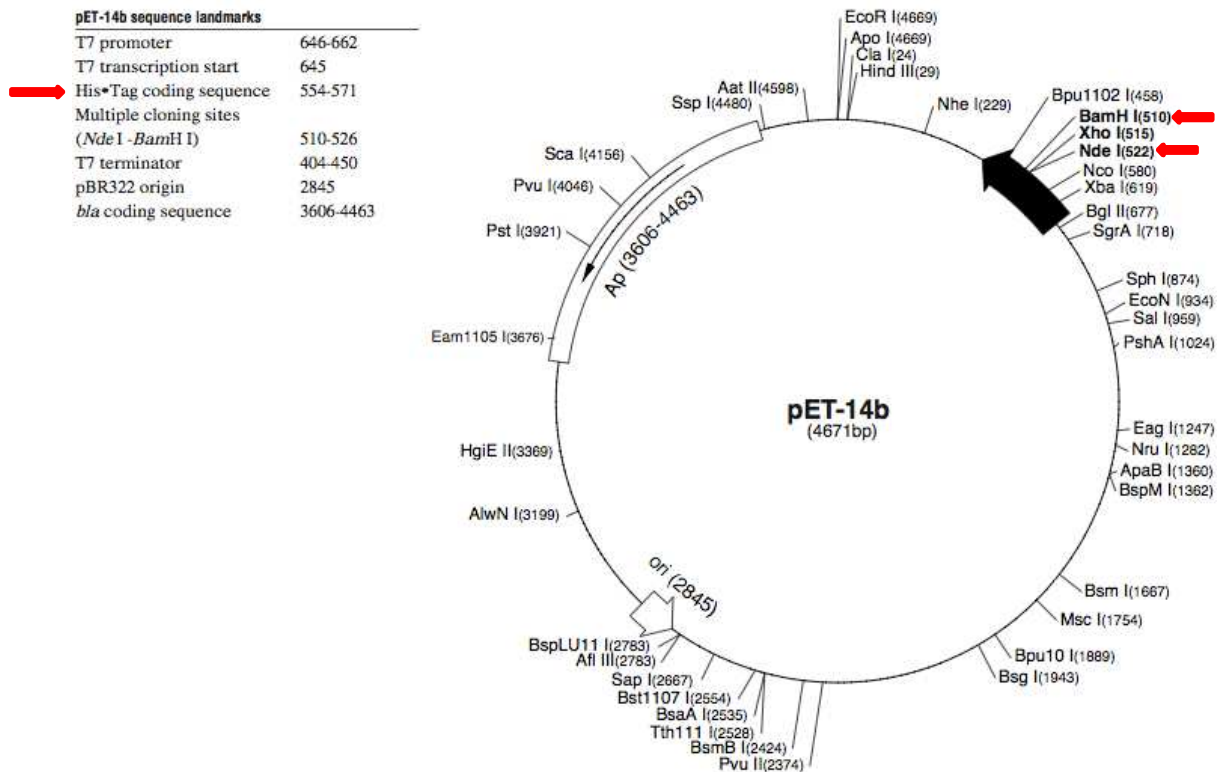 pET-14b sequence landmarks
T7 promoter 646-662
T7 transcription start 645
His•Tag coding sequence 554-571
Multiple cloning sites
(Nde I -BamH I) 510-526
T7 terminator 404-450
pBR322 origin 2845
bla coding sequence 3606-4463
EcoR I(4669)
Apo I(4669)
Cla I(24)
Hind III(29)
Aat II(4598)
Ssp I(4480)
Nhe I(229)
Bpu1102 I(458)
BamH I(510)
Xho I(515)
Nde I(522)
Nco I(580)
Xba I(619)
Bgl II(677)
SgrA I(718)
Sca I(4156)
Pvu I(4046)
Pst I(3921)
Ap (3606-4463)
Sph I(874)
EcoN I(934)
Sal I(959)
PshA I(1024)
Eam1105 I(3676)
pET-14b
(4671bp)
Eag I(1247)
Nru I(1282)
ApaB I(1360)
BspM I(1362)
HgiE II(3369)
AlwN I(3199)
ori (2845)
Bsm I(1667)
Msc I(1754)
Bpu10 I(1889)
Bsg I(1943)
BspLU11 I(2783)
Afl III(2783)
Sap I(2667)
Bst1107 I(2554)
BsaA I(2535)
Tth111 I(2528)
BsmB I(2424)
Pvu II(2374)